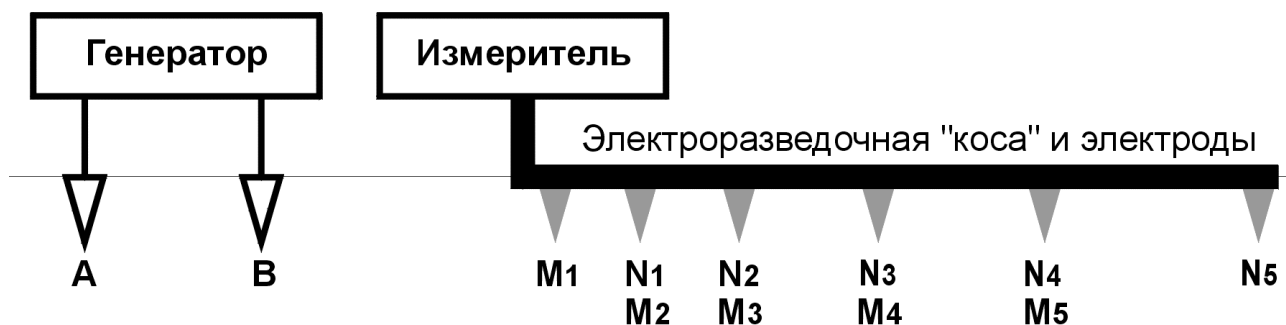 Генератор Измеритель
Электроразведочная "коса" и электроды
A B M1 N1 N2 N3 N4 N5
M2 M3 M4 M5